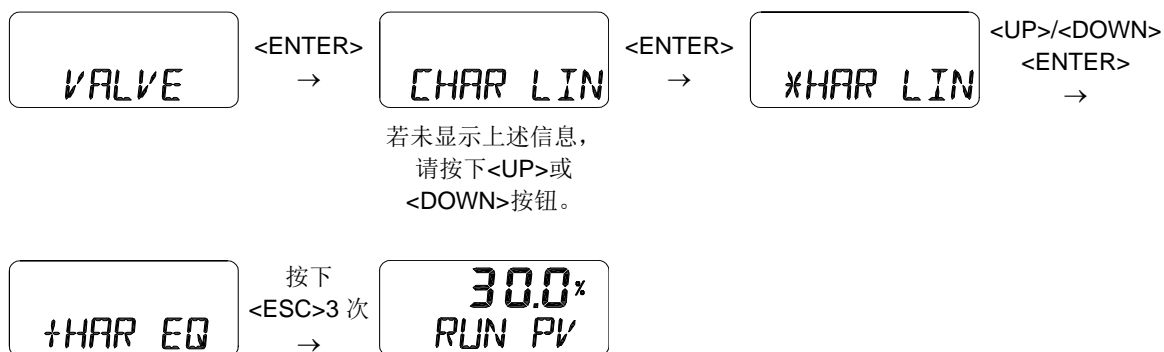 VALVE
<ENTER>
→
CHAR LIN
若未显示上述信息，
请按下<UP>或
<DOWN>按钮。
<ENTER>
→
*HAR LIN
<UP>/<DOWN>
<ENTER>
→
+HAR EQ
按下
<ESC>3 次
→
30.0%
RUN PV